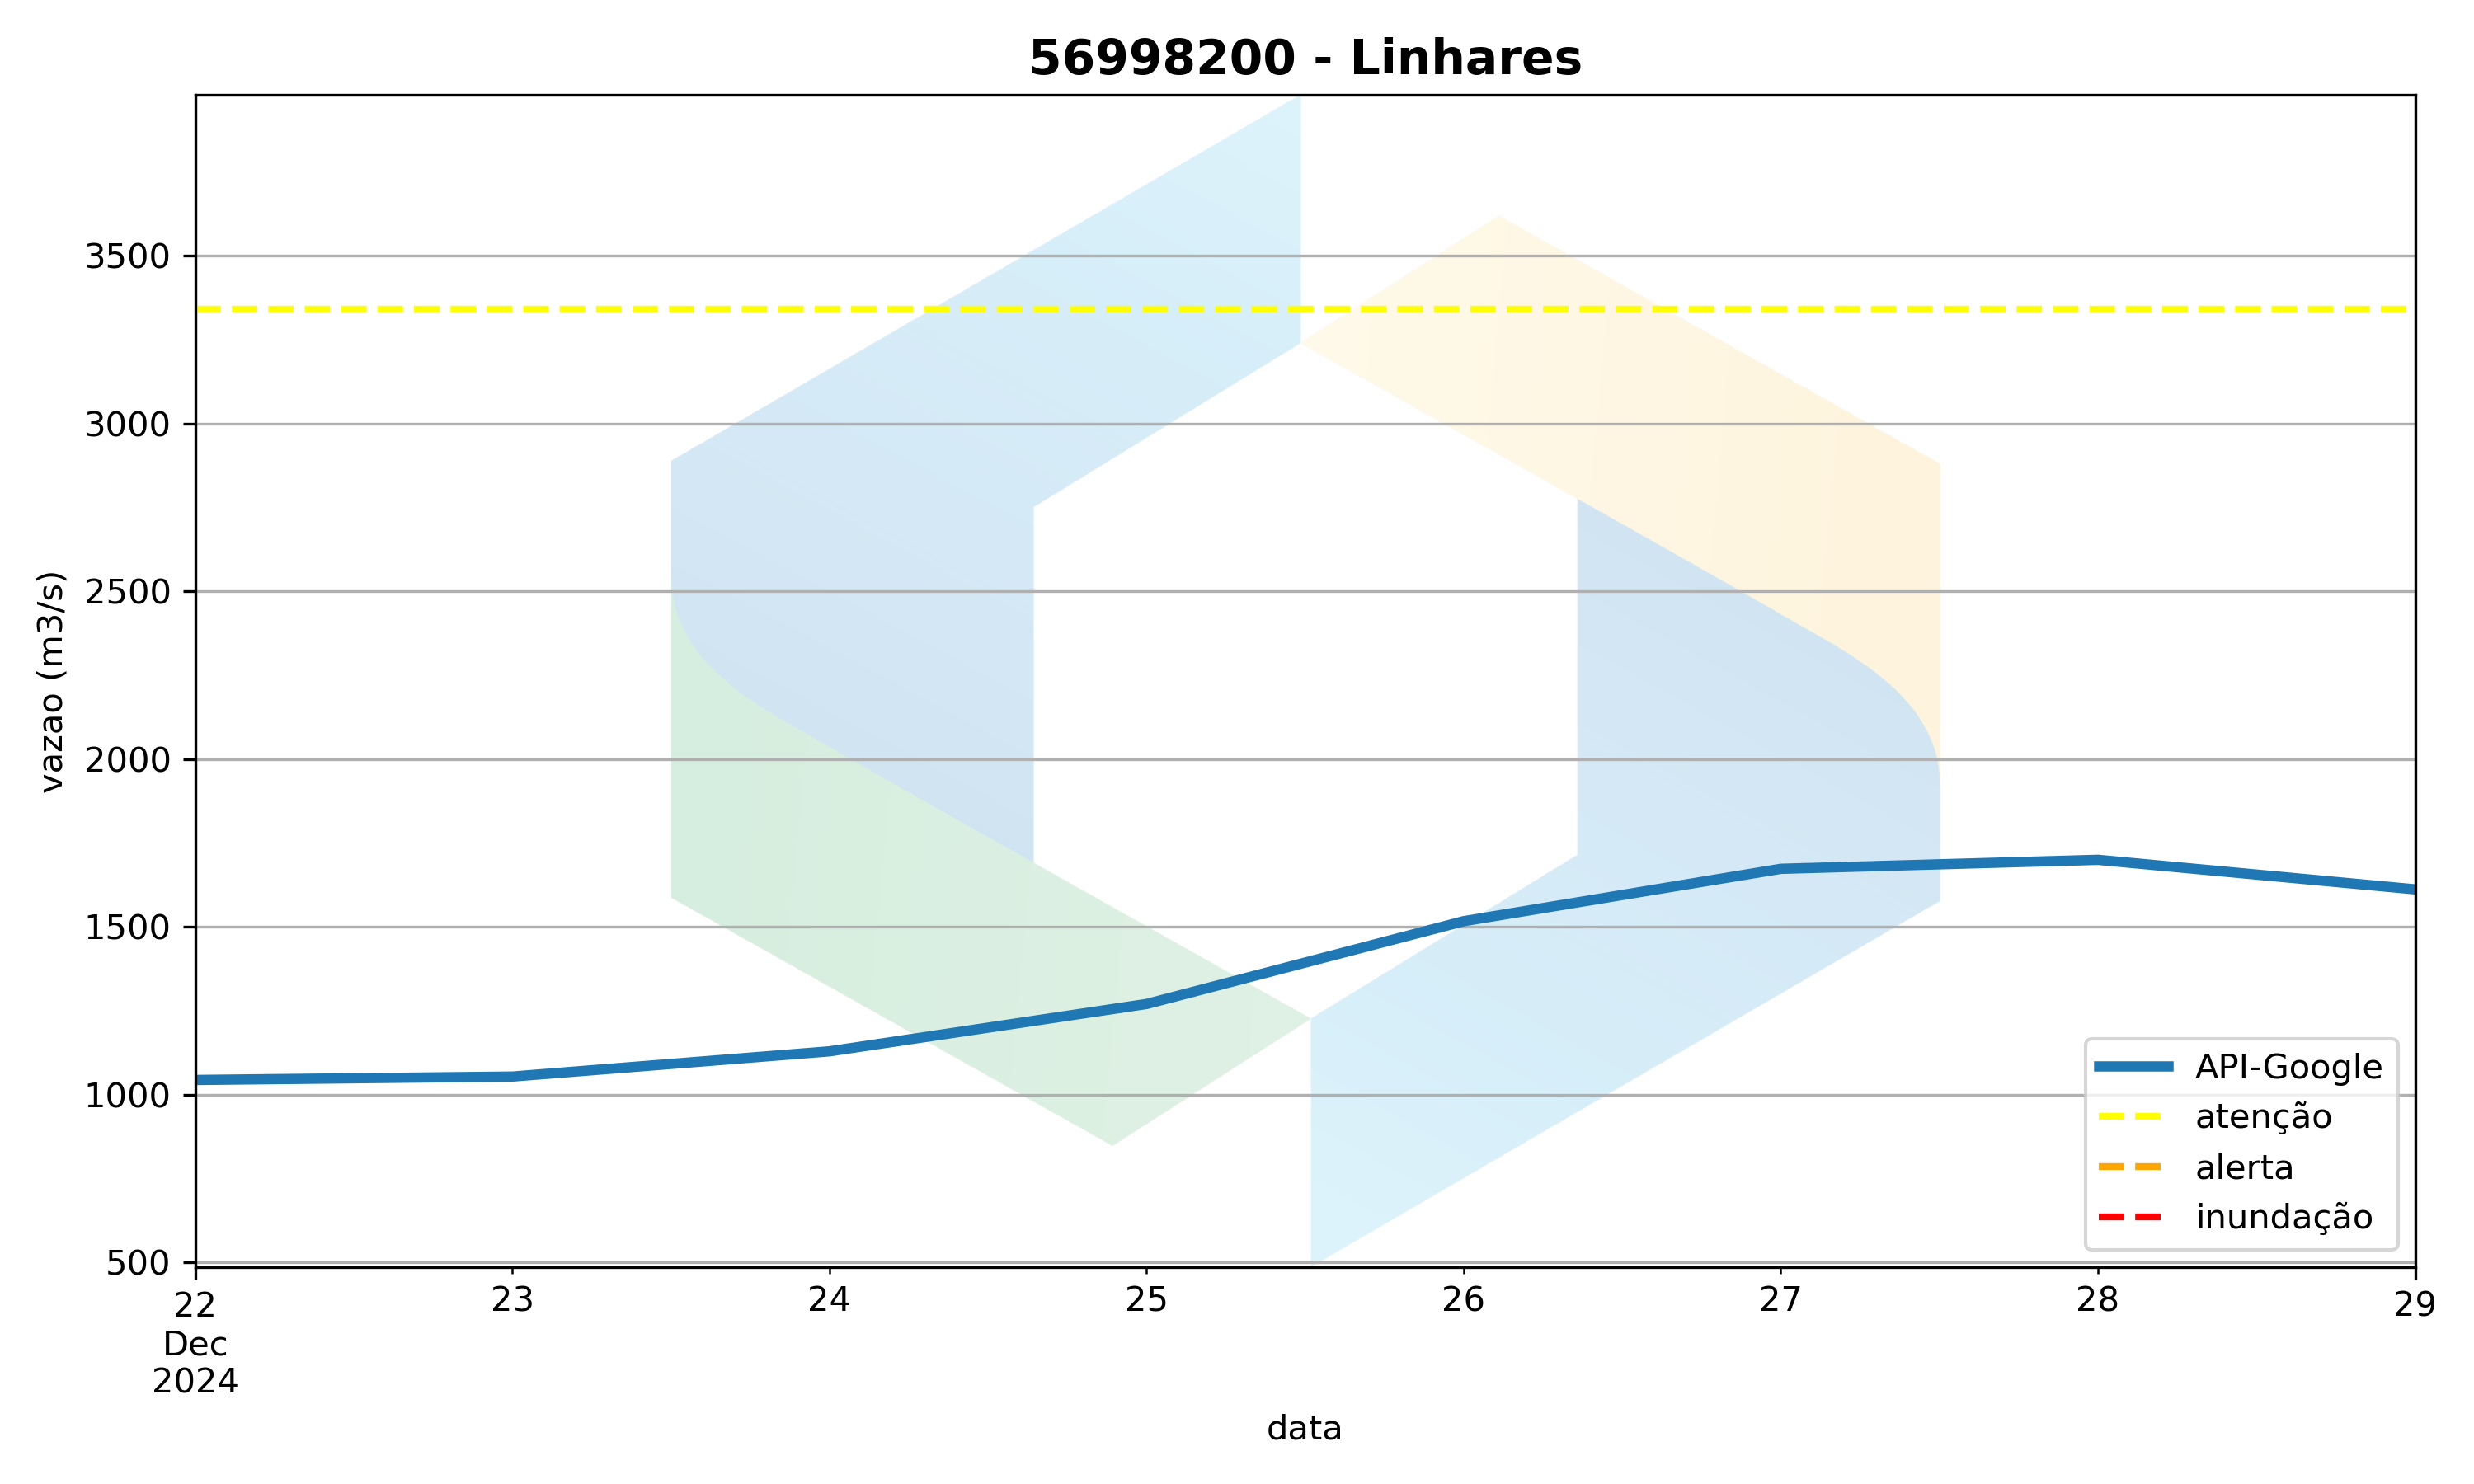 56998200 - Linhares
vazao (m3/s)
3500
3000
2500
2000
1500
1000
500
22
Dec
2024
23
24
25
26
27
28
29
data
API-Google
atenção
alerta
inundação